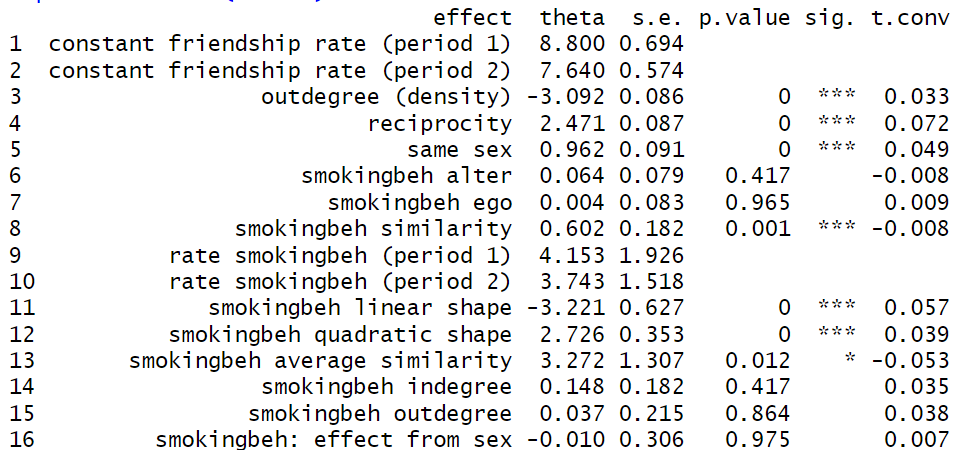 effect theta s.e. p.value sig. t.conv
1 constant friendship rate (period 1) 8.800 0.694
2 constant friendship rate (period 2) 7.640 0.574
3 outdegree (density) -3.092 0.086 0 *** 0.033
4 reciprocity 2.471 0.087 0 *** 0.072
5 same sex 0.962 0.091 0 *** 0.049
6 smokingbeh alter 0.064 0.079 0.417 -0.008
7 smokingbeh ego 0.004 0.083 0.965 0.009
8 smokingbeh similarity 0.602 0.182 0.001 *** -0.008
9 rate smokingbeh (period 1) 4.153 1.926
10 rate smokingbeh (period 2) 3.743 1.518
11 smokingbeh linear shape -3.221 0.627 0 *** 0.057
12 smokingbeh quadratic shape 2.726 0.353 0 *** 0.039
13 smokingbeh average similarity 3.272 1.307 0.012 * -0.053
14 smokingbeh indegree 0.148 0.182 0.417 0.035
15 smokingbeh outdegree 0.037 0.215 0.864 0.038
16 smokingbeh: effect from sex -0.010 0.306 0.975 0.007